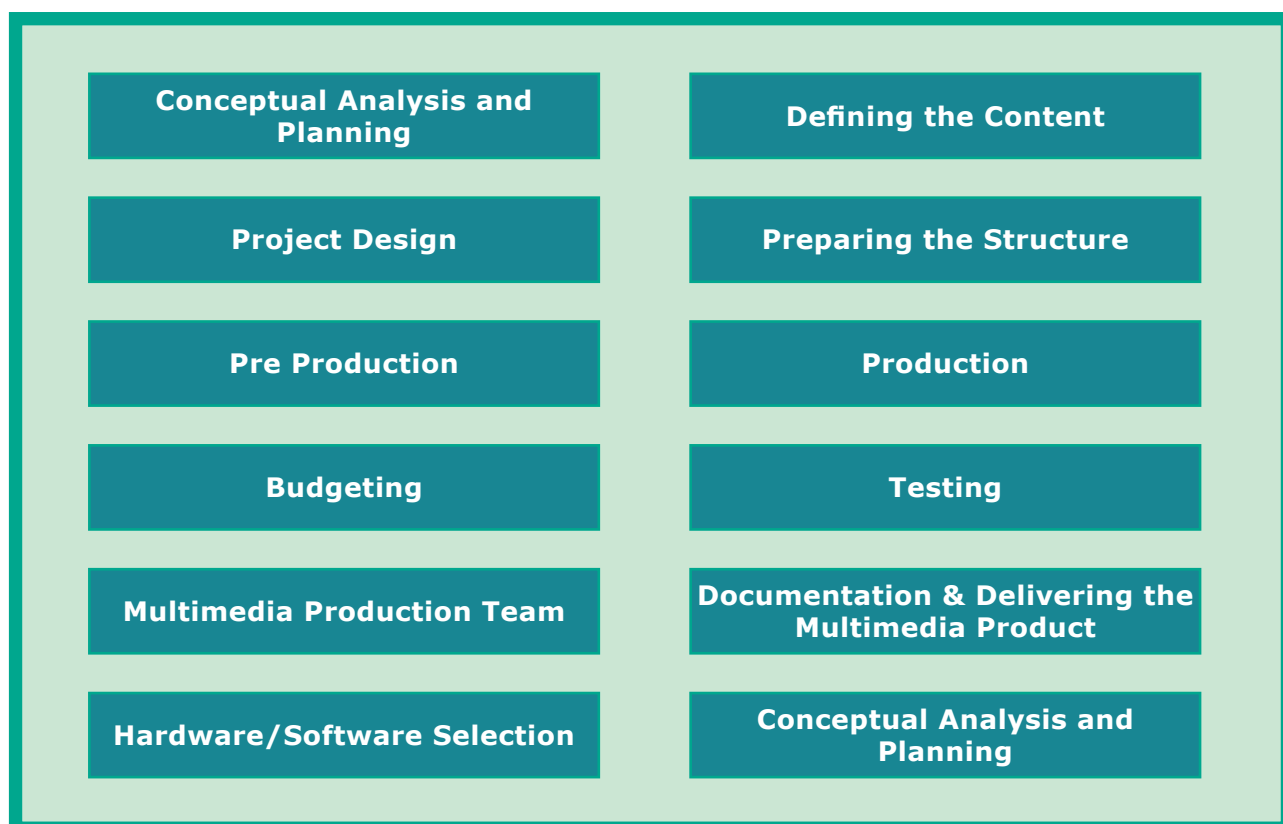 Conceptual Analysis and
Planning
Project Design
Pre Production
Budgeting
Multimedia Production Team
Hardware/Software Selection
Defining the Content
Preparing the Structure
Production
Testing
Documentation & Delivering the
Multimedia Product
Conceptual Analysis and
Planning